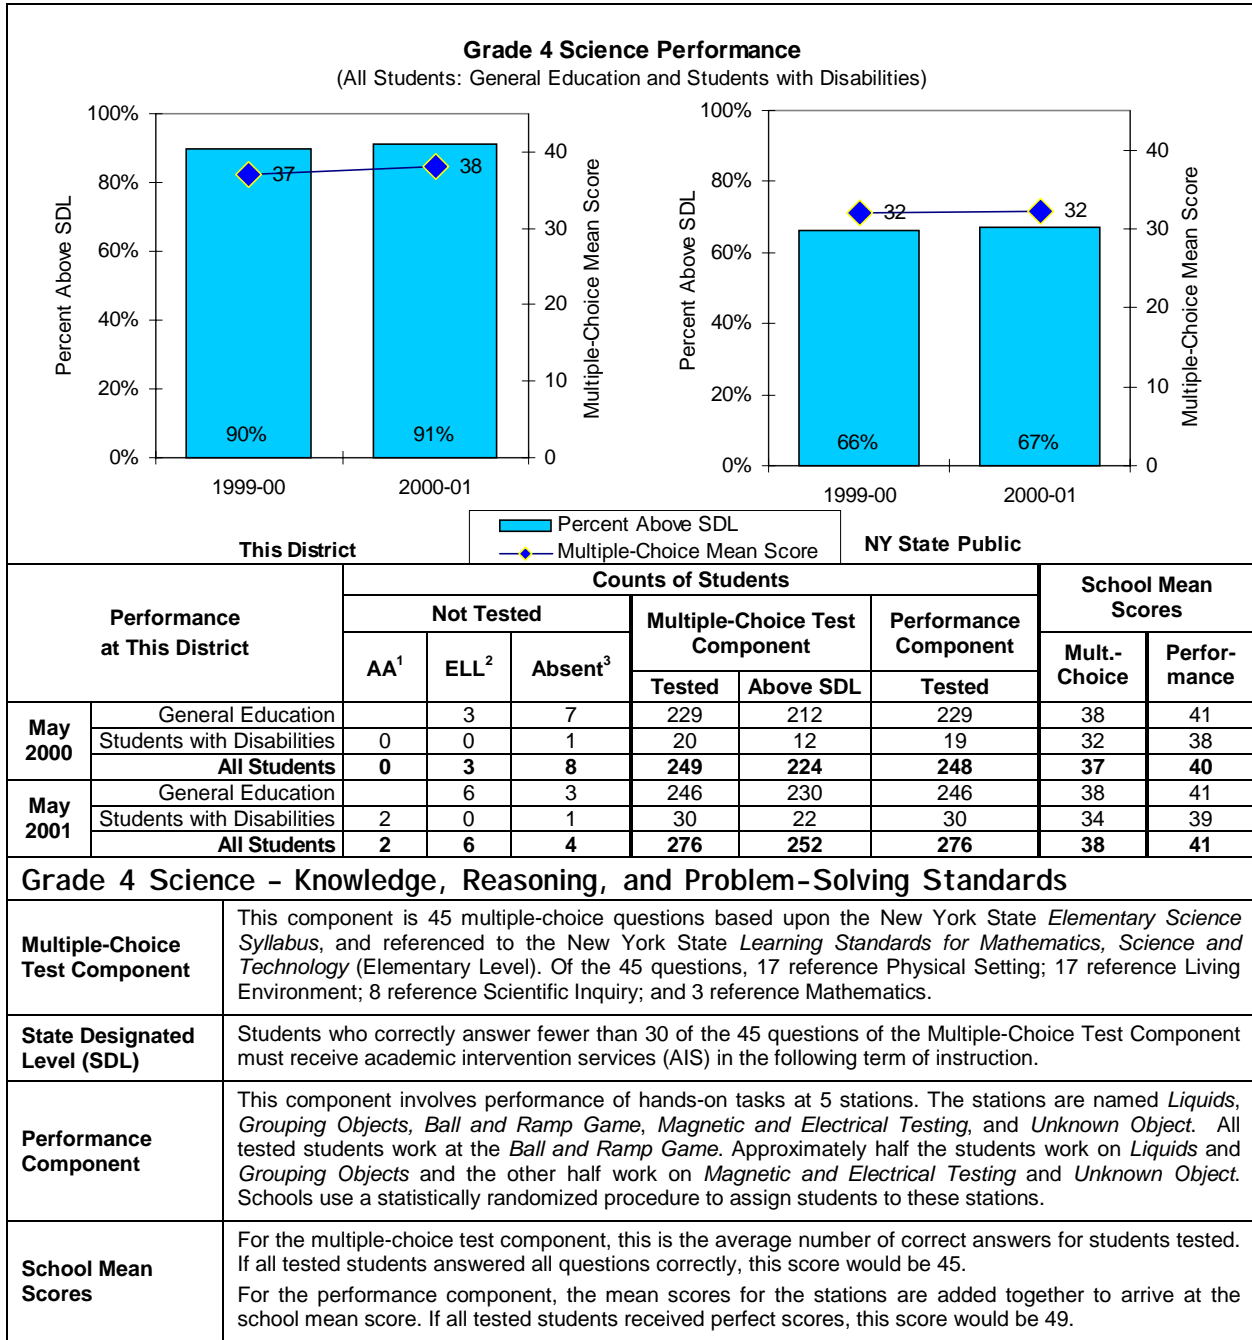 Grade 4 Science Performance
(All Students: General Education and Students with Disabilities)
100%
80%
60%
40%
20%
0%
Percent Above SDL
37
38
90%
91%
1999-00
2000-01
40
30
20
10
0
Multiple-Choice Mean Score
This District
100%
80%
60%
40%
20%
0%
Percent Above SDL
32
32
66%
67%
1999-00
2000-01
40
30
20
10
0
Multiple-Choice Mean Score
NY State Public
Percent Above SDL
Multiple-Choice Mean Score
Performance
at This District
Counts of Students
School Mean
Scores
Not Tested
Multiple-Choice Test
Component
Performance
Component
Mult.-
Choice
Perfor-
mance
AA1 ELL2 Absent3
Tested Above SDL Tested
May
2000
General Education 3 7 229 212 229 38 41
Students with Disabilities 0 0 1 20 12 19 32 38
All Students 0 3 8 249 224 248 37 40
May
2001
General Education 6 3 246 230 246 38 41
Students with Disabilities 2 0 1 30 22 30 34 39
All Students 2 6 4 276 252 276 38 41
Grade 4 Science – Knowledge, Reasoning, and Problem-Solving Standards
Multiple-Choice
Test Component
This component is 45 multiple-choice questions based upon the New York State Elementary Science
Syllabus, and referenced to the New York State Learning Standards for Mathematics, Science and
Technology (Elementary Level). Of the 45 questions, 17 reference Physical Setting; 17 reference Living
Environment; 8 reference Scientific Inquiry; and 3 reference Mathematics.
State Designated
Level (SDL)
Students who correctly answer fewer than 30 of the 45 questions of the Multiple-Choice Test Component
must receive academic intervention services (AIS) in the following term of instruction.
Performance
Component
This component involves performance of hands-on tasks at 5 stations. The stations are named Liquids,
Grouping Objects, Ball and Ramp Game, Magnetic and Electrical Testing, and Unknown Object. All
tested students work at the Ball and Ramp Game. Approximately half the students work on Liquids and
Grouping Objects and the other half work on Magnetic and Electrical Testing and Unknown Object.
Schools use a statistically randomized procedure to assign students to these stations.
School Mean
Scores
For the multiple-choice test component, this is the average number of correct answers for students tested.
If all tested students answered all questions correctly, this score would be 45.
For the performance component, the mean scores for the stations are added together to arrive at the
school mean score. If all tested students received perfect scores, this score would be 49.